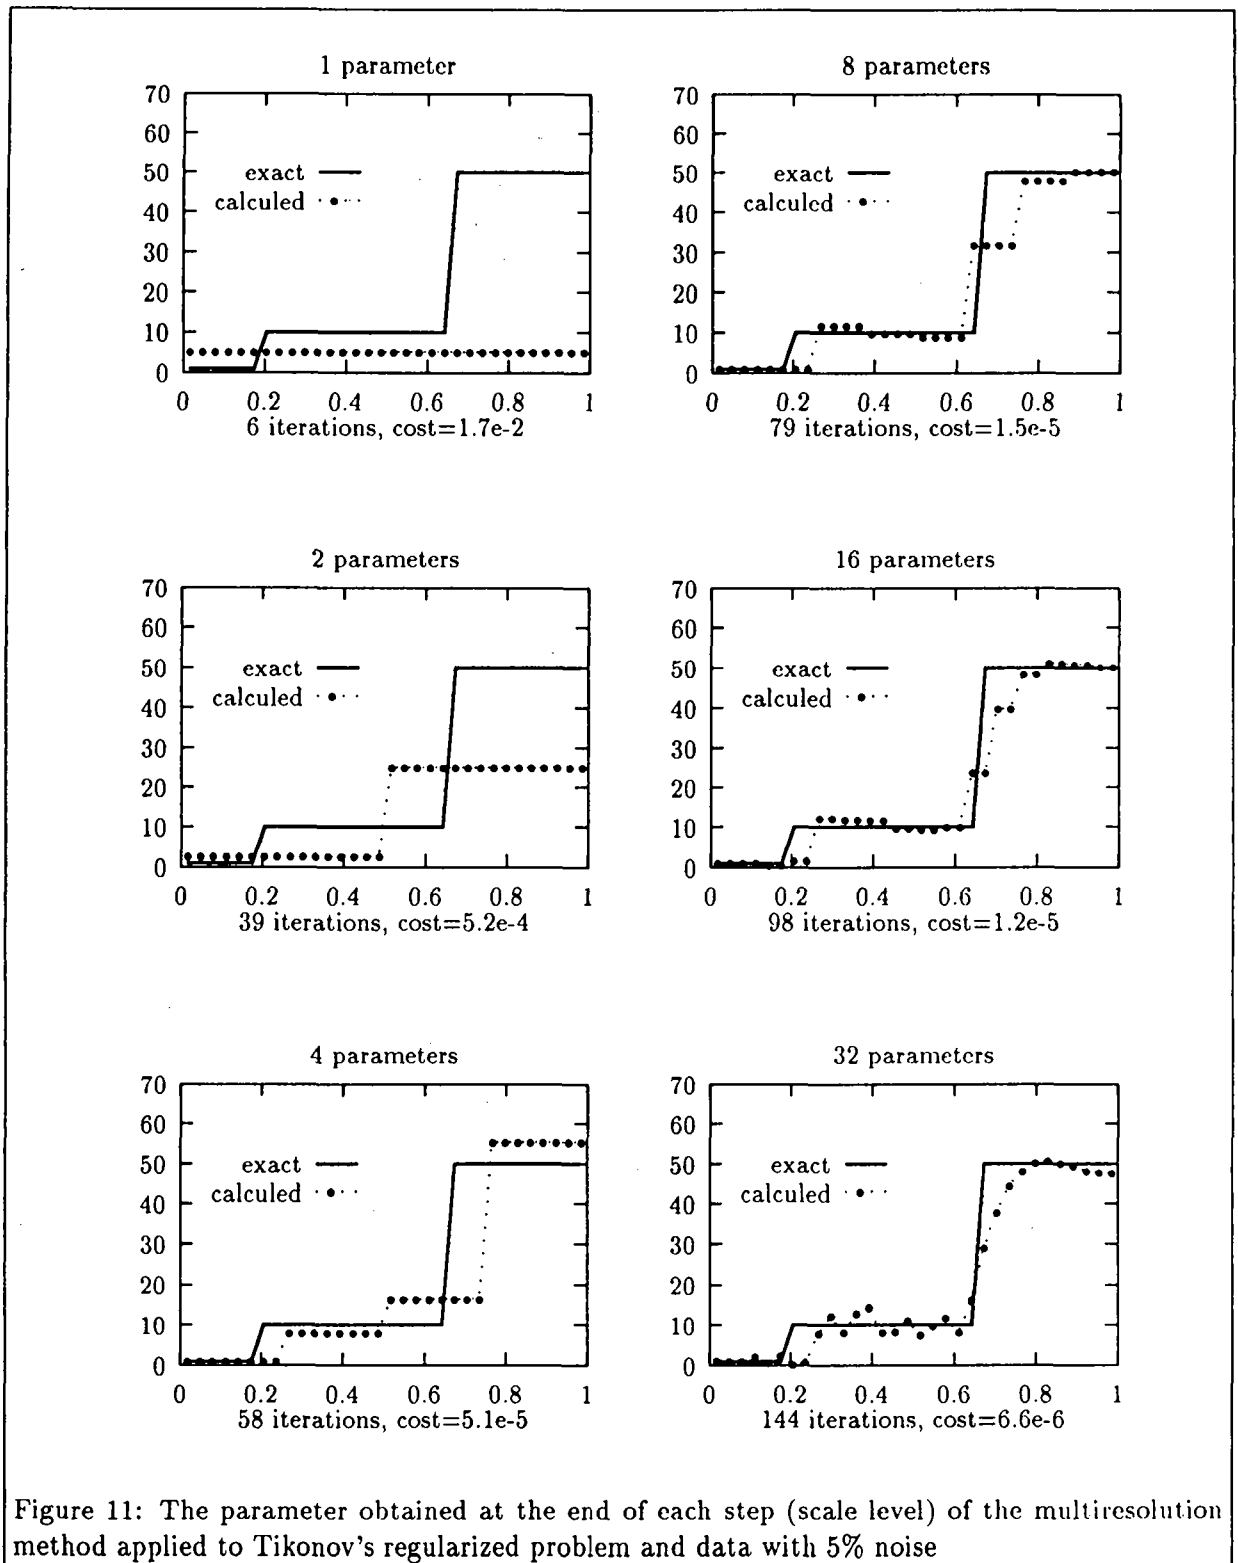 1 parameter
70
60
50
40
30
20
10
0
exact
calculed
0 0.2 0.4 0.6 0.8 1
6 iterations, cost=1.7e-2
8 parameters
70
60
50
40
30
20
10
0
exact
calculed
0 0.2 0.4 0.6 0.8 1
79 iterations, cost=1.5e-5
2 parameters
70
60
50
40
30
20
10
0
exact
calculed
0 0.2 0.4 0.6 0.8 1
39 iterations, cost=5.2e-4
16 parameters
70
60
50
40
30
20
10
0
exact
calculed
0 0.2 0.4 0.6 0.8 1
98 iterations, cost=1.2e-5
4 parameters
70
60
50
40
30
20
10
0
exact
calculed
0 0.2 0.4 0.6 0.8 1
58 iterations, cost=5.1e-5
32 parameters
70
60
50
40
30
20
10
0
exact
calculed
0 0.2 0.4 0.6 0.8 1
144 iterations, cost=6.6e-6
Figure 11: The parameter obtained at the end of each step (scale level) of the multiresolution
method applied to Tikonov's regularized problem and data with 5% noise